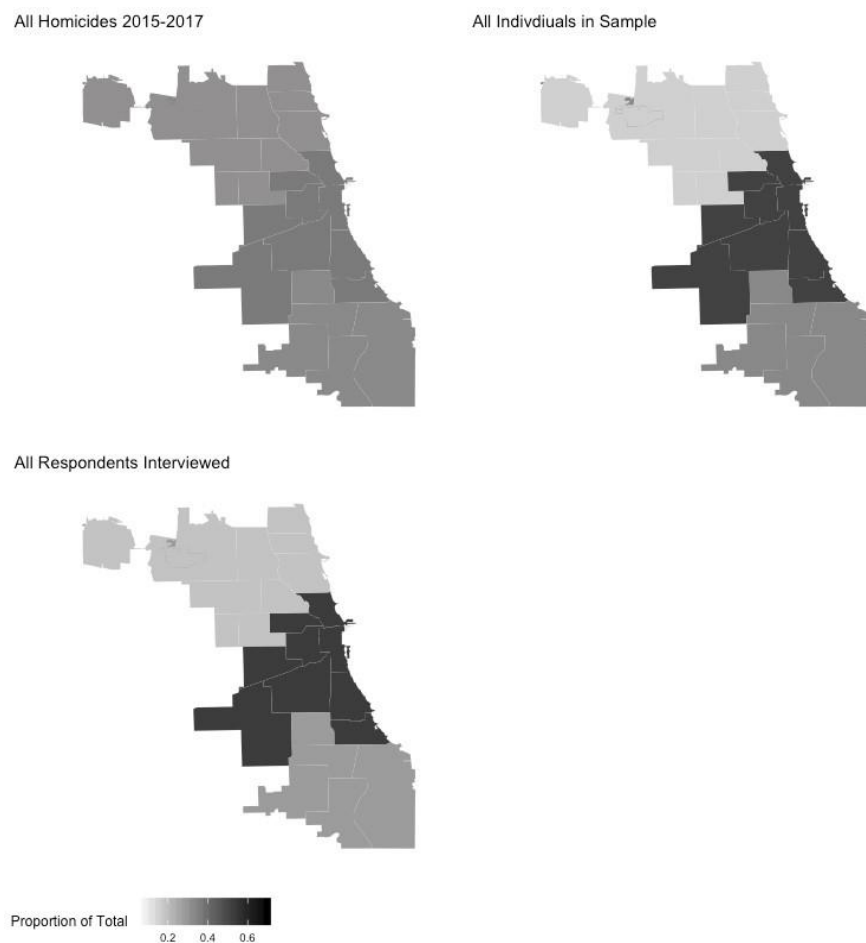 All Homicides 2015-2017
All Indivdiuals in Sample
All Respondents Interviewed
Proportion of Total
0.2 0.4 0.6